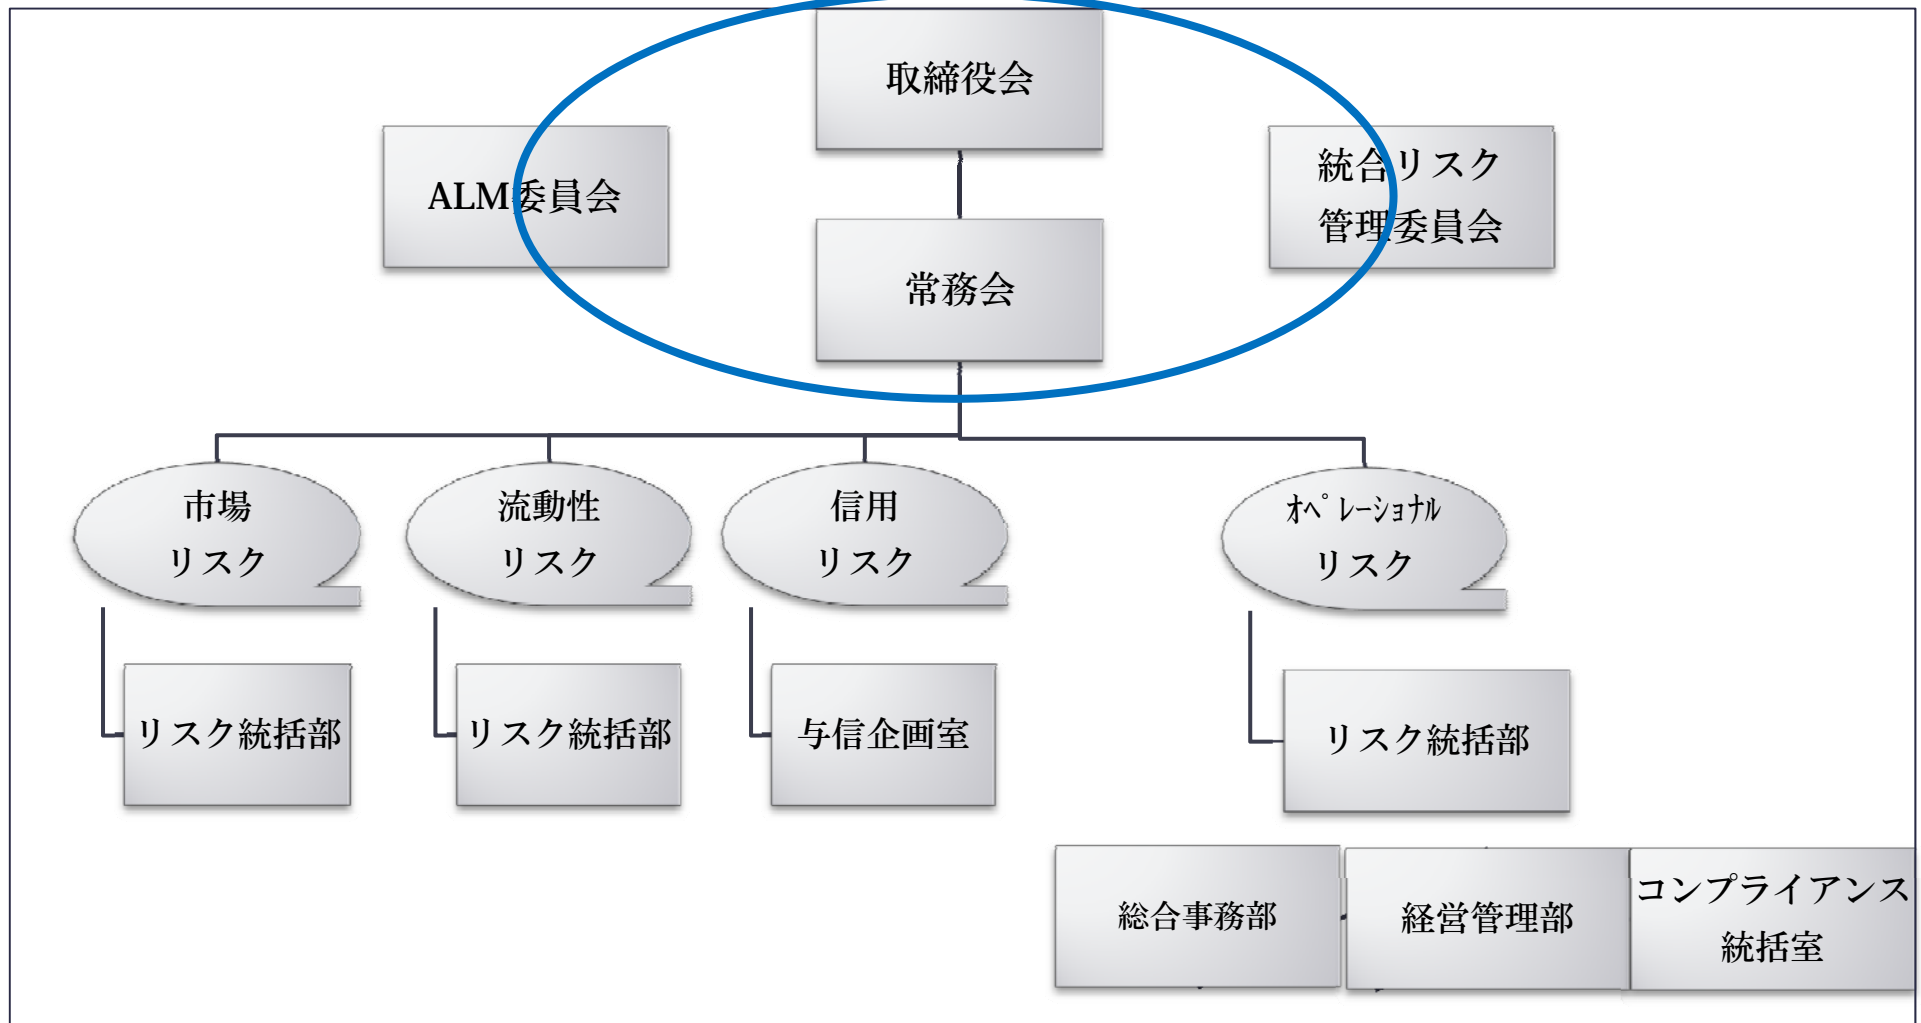 取締役会
ALM委員会
統合リスク
管理委員会
常務会
市場
リスク
流動性
リスク
信用
リスク
ｵﾍﾟﾚｰｼｮﾅﾙ
リスク
リスク統括部
リスク統括部
与信企画室
リスク統括部
総合事務部
経営管理部
コンプライアンス
統括室